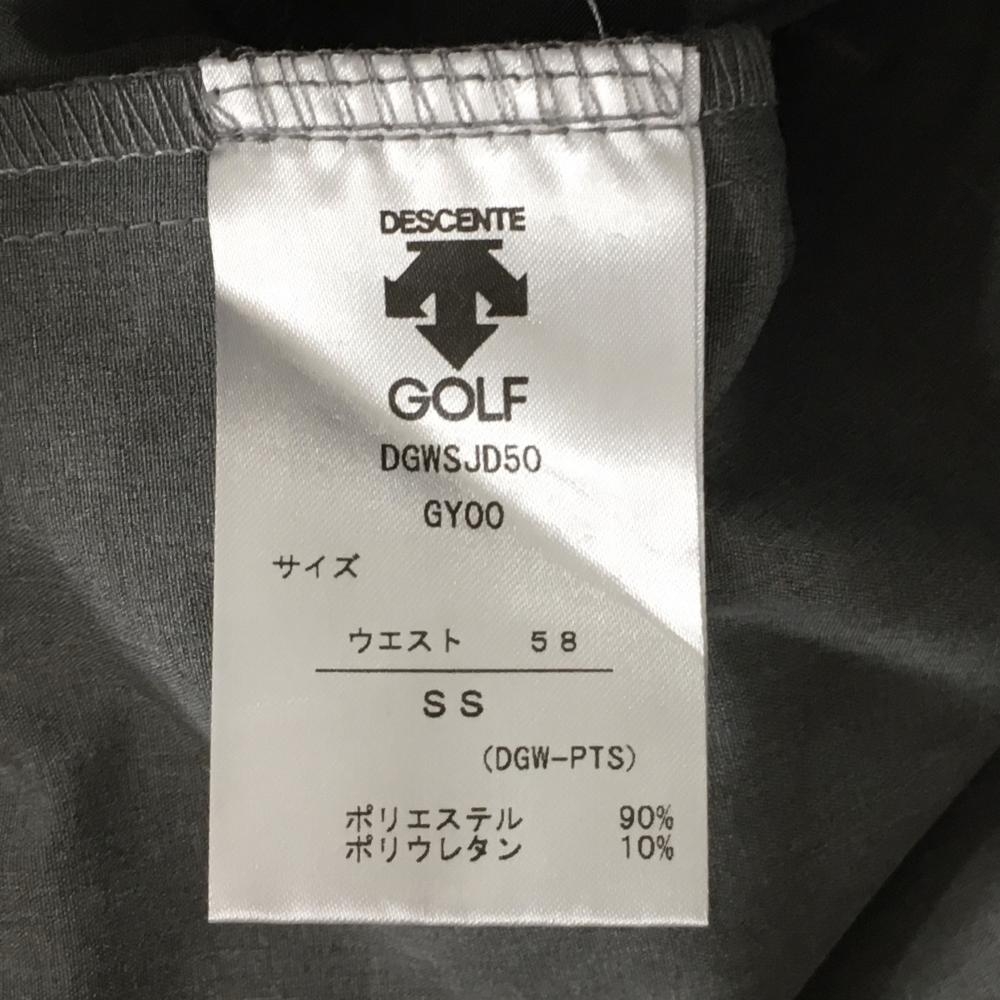 DESCENTE
GOLF
DGWSJD50
GY00
サイズ
ウエスト 58
SS
(DGW-PTS)
ポリエステル 90%
ポリウレタン 10%